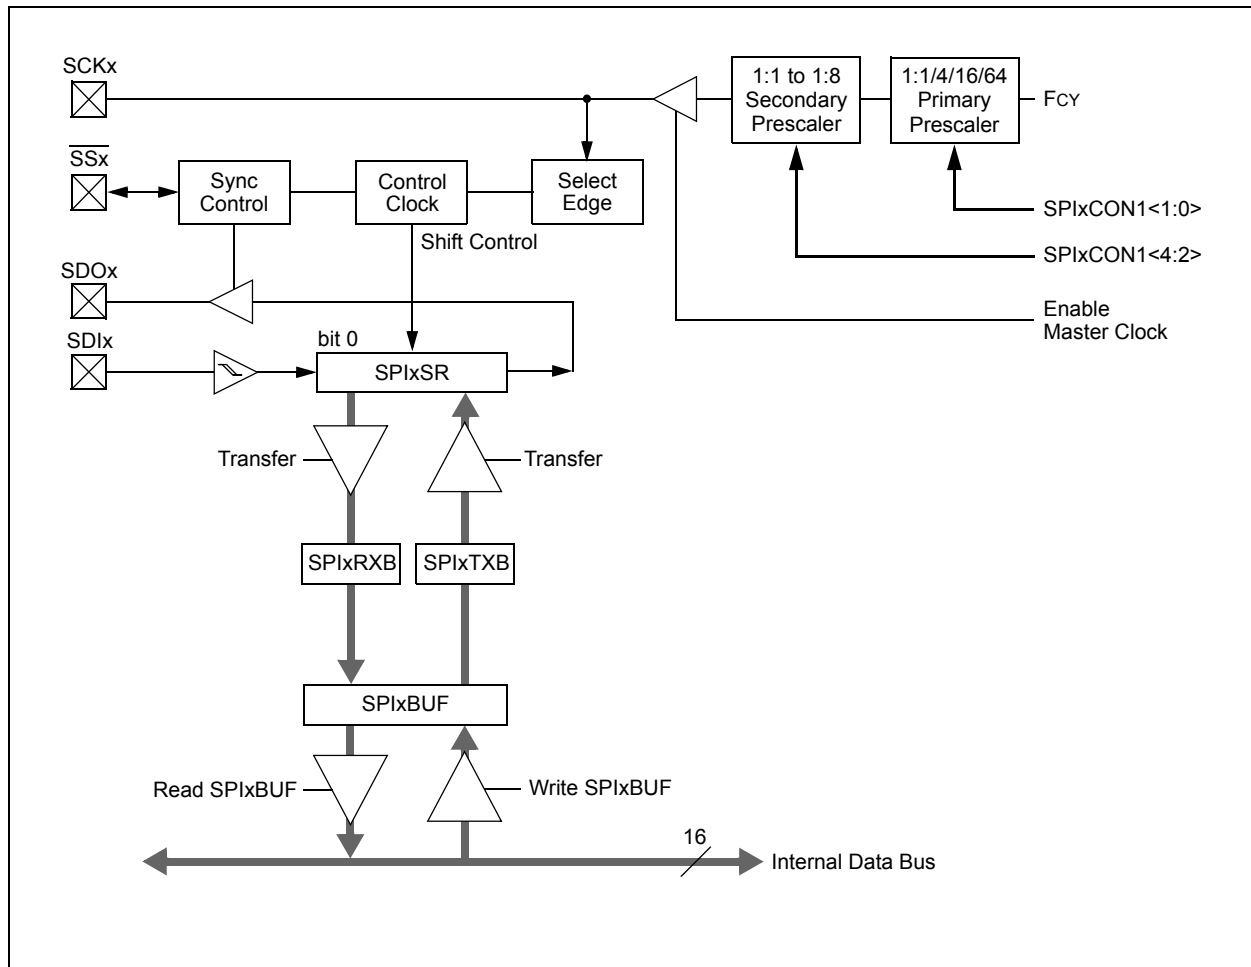 SCKx
1:1 to 1:8
Secondary
Prescaler
1:1/4/16/64
Primary
Prescaler
FCY
SSx
Sync
Control
Control
Clock
Select
Edge
SPIxCON1<1:0>
Shift Control
SPIxCON1<4:2>
SDOx
Enable
Master Clock
SDIx
bit 0
SPIxSR
Transfer
Transfer
SPIxRXB
SPIxTXB
SPIxBUF
Read SPIxBUF
Write SPIxBUF
16
Internal Data Bus